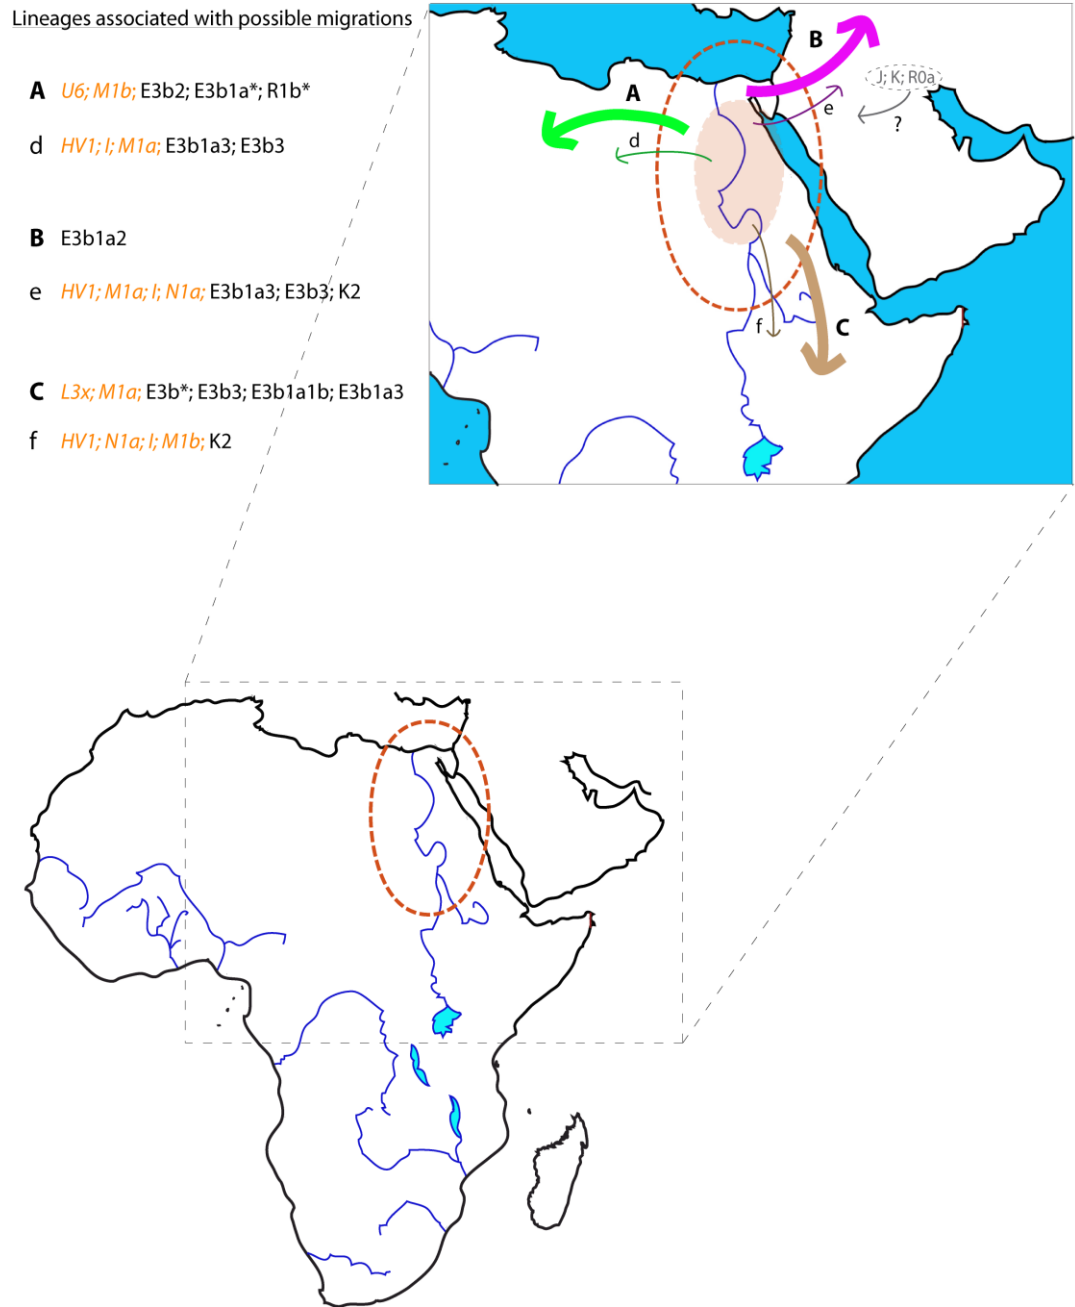 Lineages associated with possible migrations
A U6; M1b; E3b2; E3b1a*; R1b*
d HV1; I; M1a; E3b1a3; E3b3
B E3b1a2
e HV1; M1a; I; N1a; E3b1a3; E3b3; K2
C L3x; M1a; E3b*; E3b3; E3b1a1b; E3b1a3
f HV1; N1a; I; M1b; K2
B
J; K; R0a
A
e
?
d
f
C